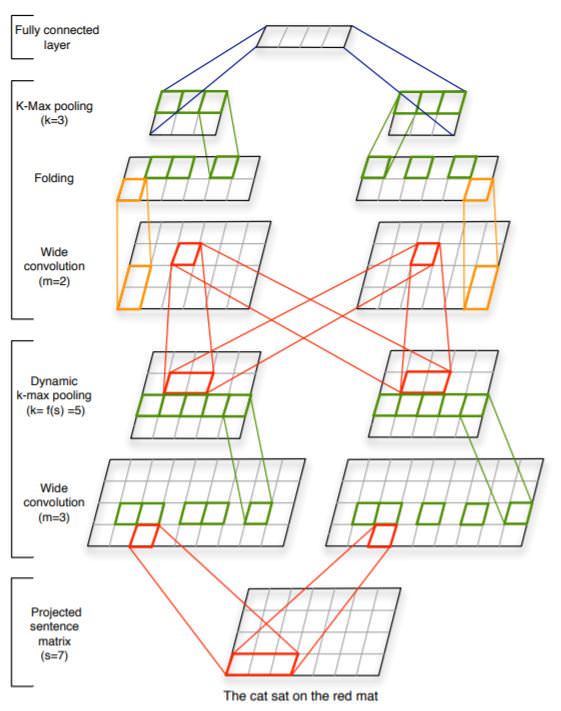 Fully connected
layer
K-Max pooling
(k=3)
Folding
Wide
convolution
(m=2)
Dynamic
k-max pooling
(k= f(s) =5)
Wide
convolution
(m=3)
Projected
sentence
matrix
(s=7)
The cat sat on the red mat